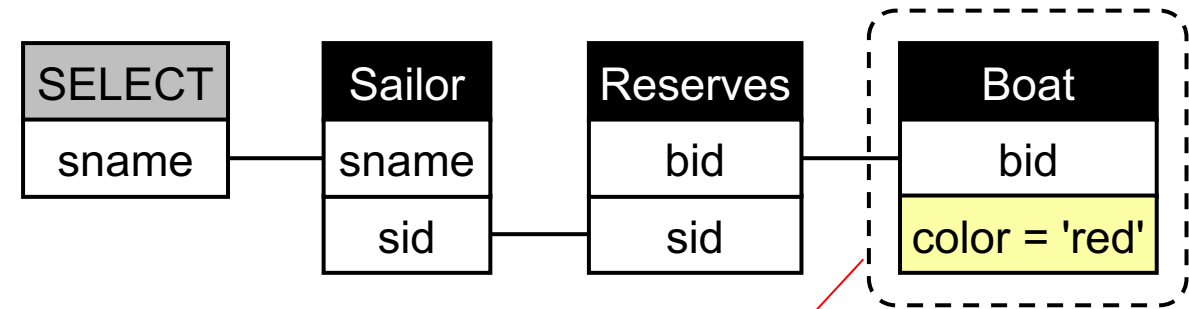 SELECT
sname
Sailor
sname
sid
Reserves
bid
sid
Boat
bid
color = 'red'